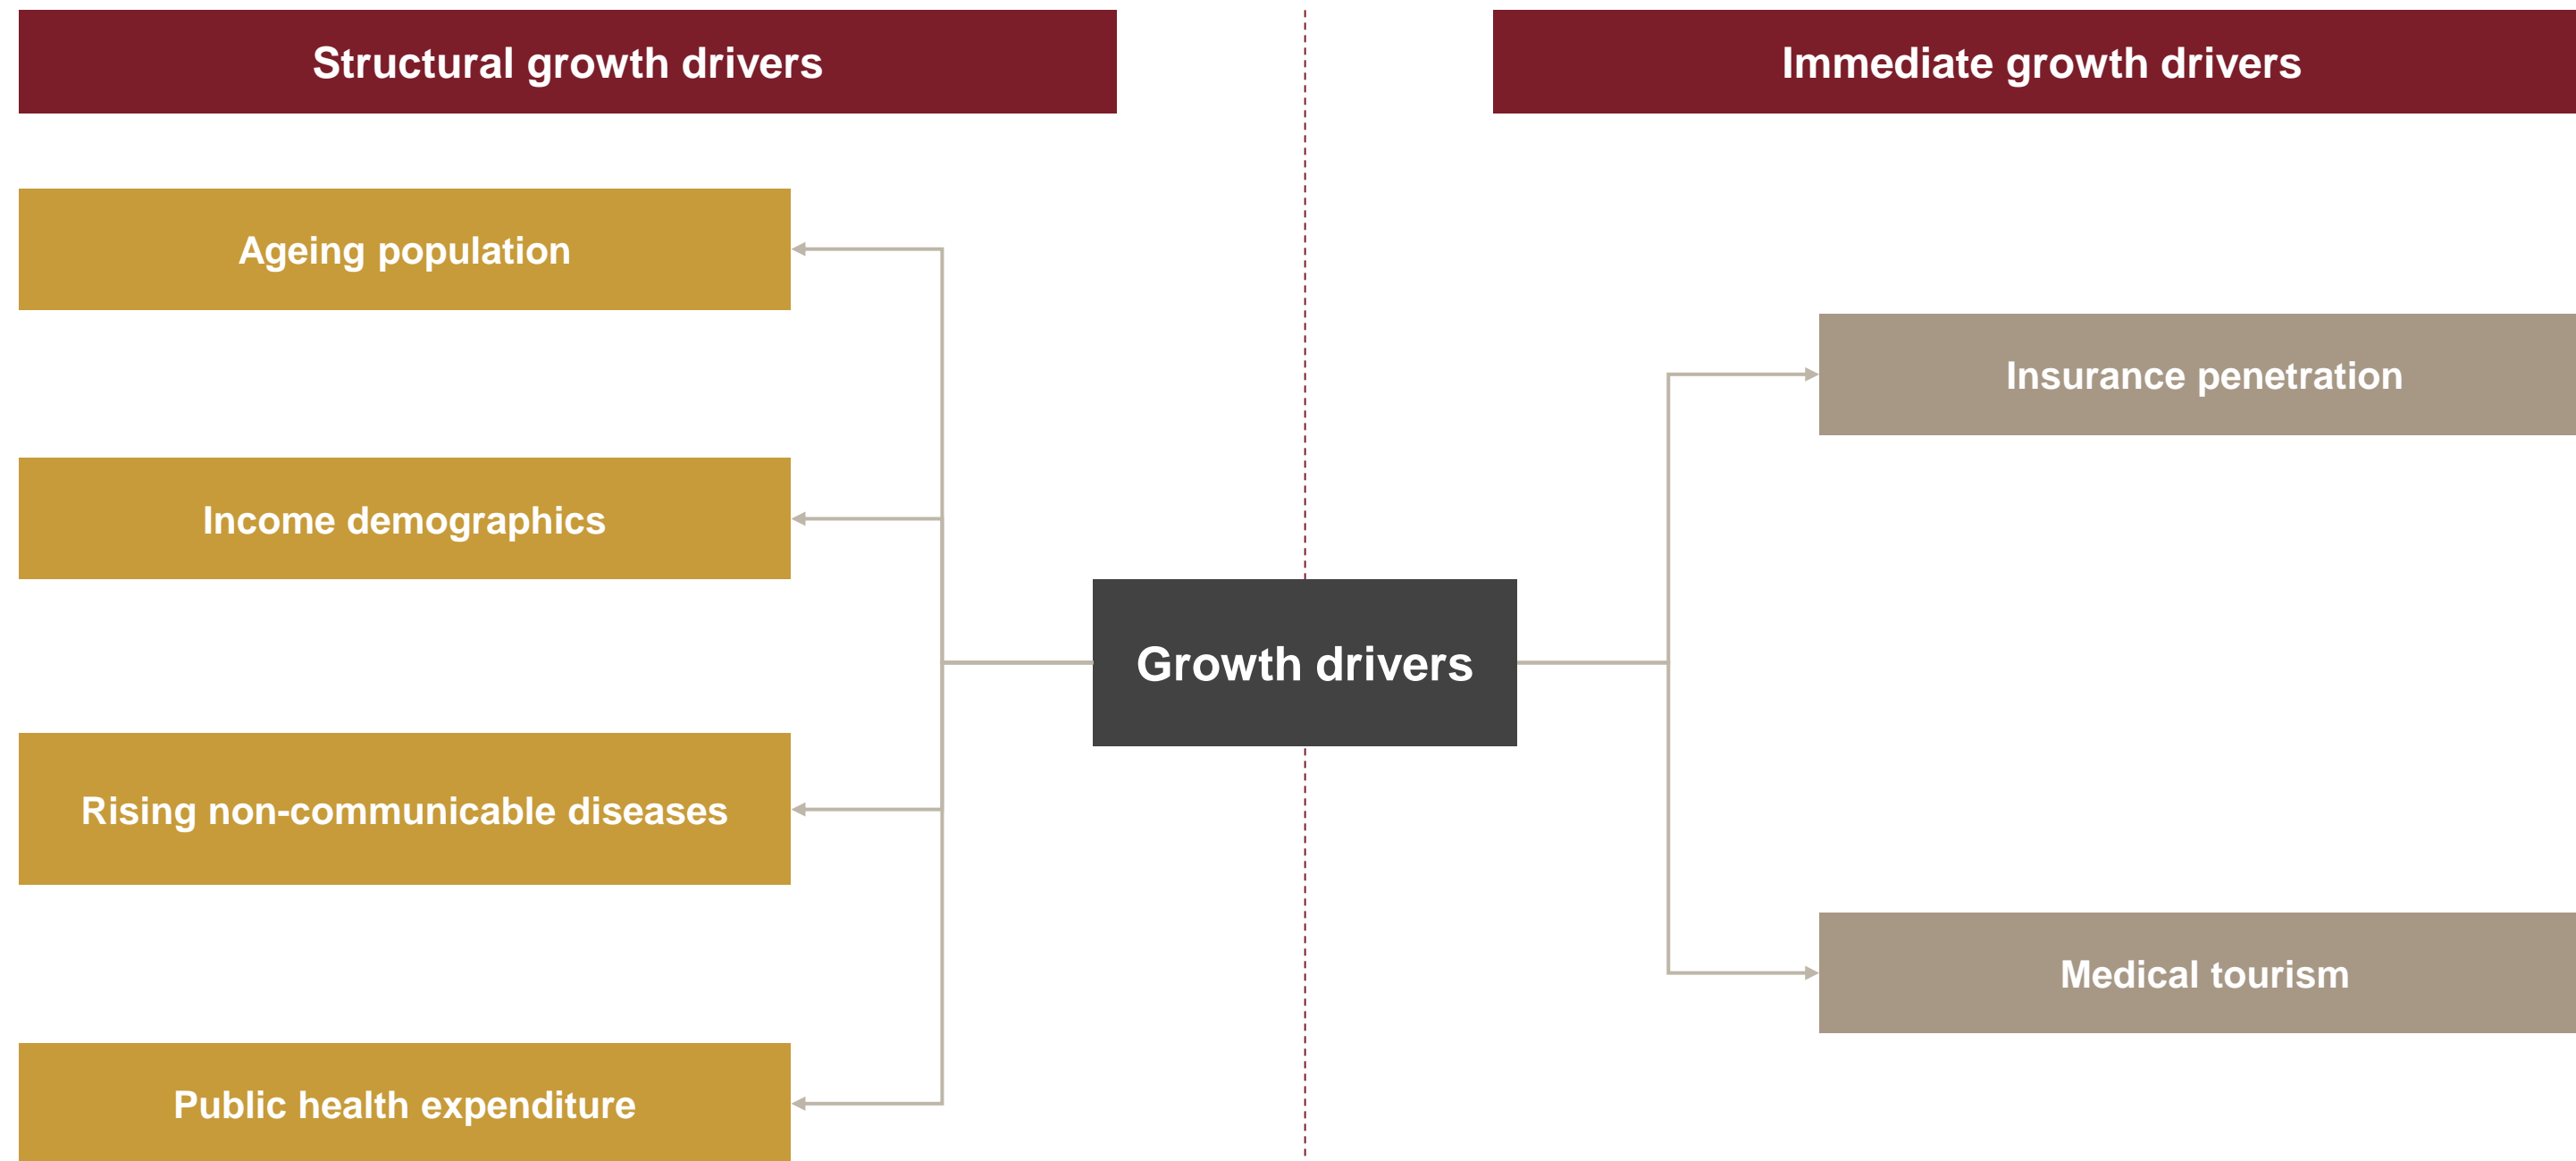 Structural growth drivers
Immediate growth drivers
Ageing population
Insurance penetration
Income demographics
Growth drivers
Rising non-communicable diseases
Medical tourism
Public health expenditure